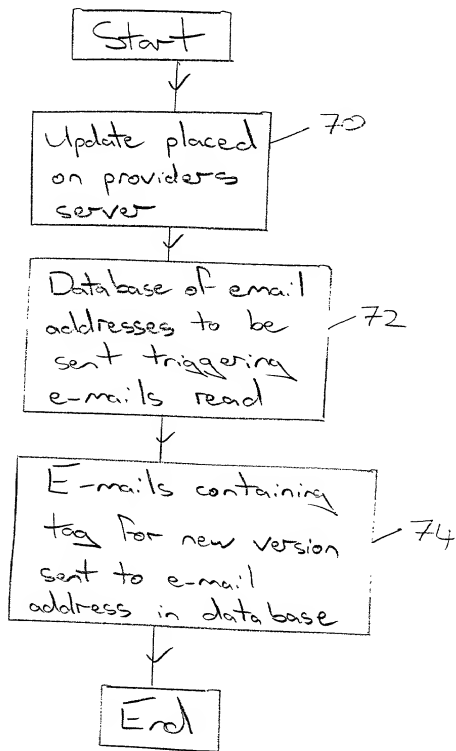 Start
Update placed
on providers
server
70
Database of email
addresses to be
sent triggering
e-mails read
72
E-mails containing
tag for new version
sent to e-mail
address in database
74
End